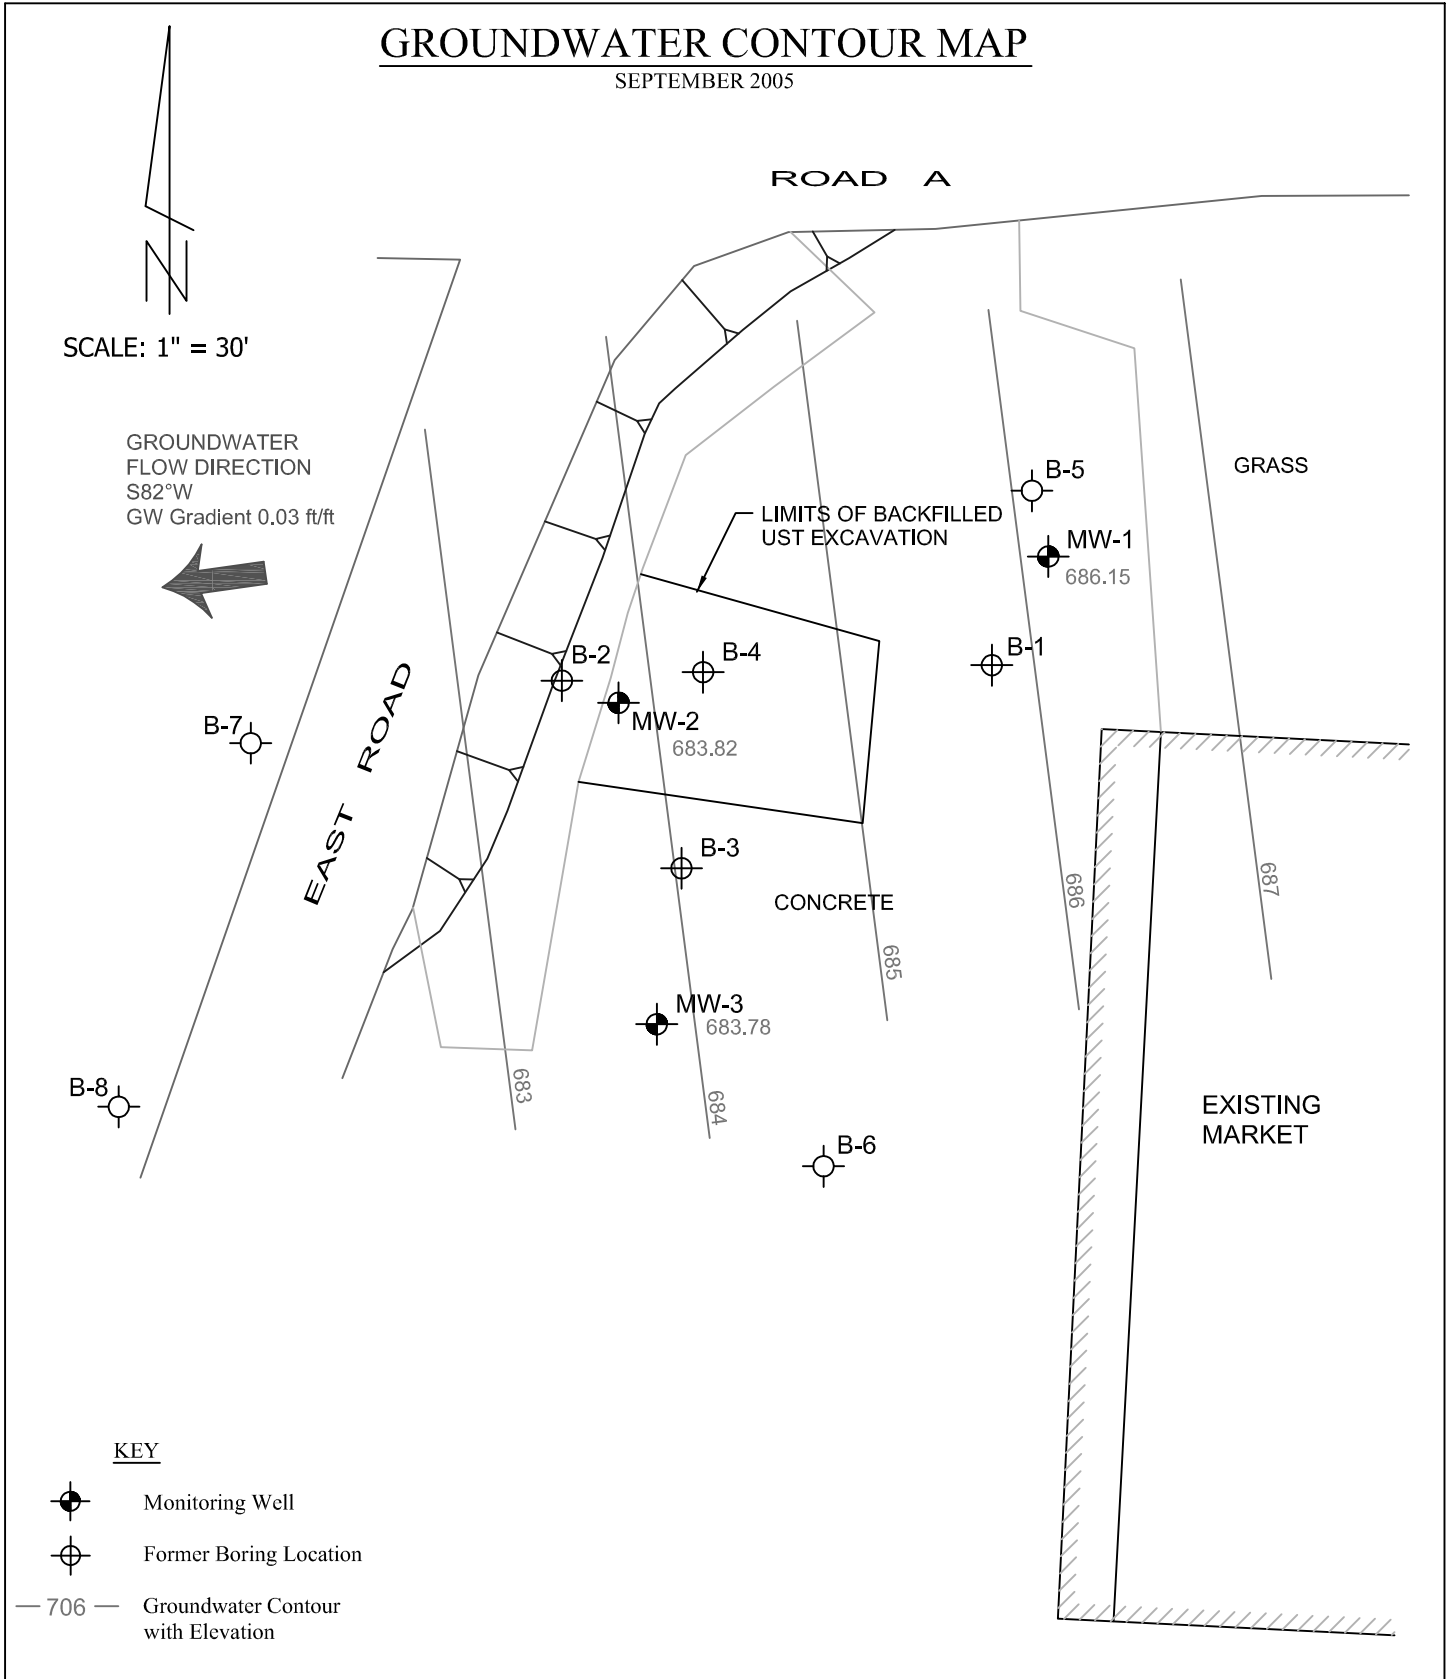 GROUNDWATER CONTOUR MAP
SEPTEMBER 2005
N
SCALE: 1" = 30'
ROAD A
GROUNDWATER
FLOW DIRECTION
S82°W
GW Gradient 0.03 ft/ft
GRASS
B-5
LIMITS OF BACKFILLED
UST EXCAVATION
MW-1
686.15
B-1
B-2
B-4
MW-2
683.82
B-7
EAST ROAD
B-3
CONCRETE
686
687
685
MW-3
683.78
683
684
B-8
B-6
EXISTING
MARKET
KEY
Monitoring Well
Former Boring Location
706
Groundwater Contour
with Elevation